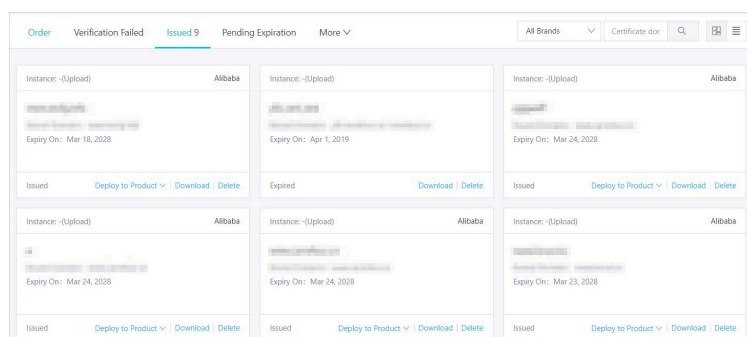 Order Verification Failed Issued 9 Pending Expiration More All Brands Certificate dor
Instance: -(Upload) Alibaba
Expiry On: Mar 18, 2028
Issued Deploy to Product Download Delete
Instance: -(Upload)
Expiry On: Apr 1, 2019
Expired Download Delete
Instance: -(Upload) Alibaba
Expiry On: Mar 24, 2028
Issued Deploy to Product Download Delete
Instance: -(Upload) Alibaba
Expiry On: Mar 24, 2028
Issued Deploy to Product Download Delete
Instance: -(Upload) Alibaba
Expiry On: Mar 24, 2028
Issued Deploy to Product Download Delete
Instance: -(Upload) Alibaba
Expiry On: Mar 23, 2028
Issued Deploy to Product Download Delete